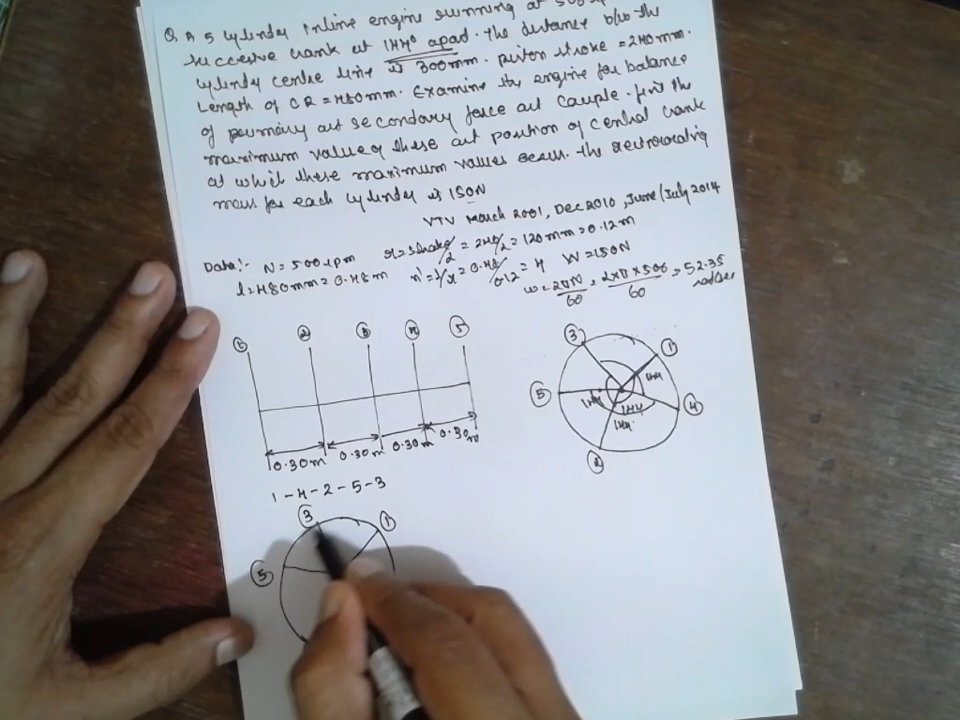 Q. A 5 cylinder Inline engine running at 500
successive crank at 144° apart. The distance b/w the
cylinder centre line is 300mm. piston stroke = 240mm.
Length of CR = 480mm. Examine the engine for balance
of primary and secondary force and couple. find the
maximum value of these and position of central crank
at which these maximum values occur. the reciprocating
mass for each cylinder is 150N
VTU March 2001, Dec 2010, June/July 2014
Data:- N = 500rpm r = stroke/2 = 240/2 = 120mm = 0.12m W = 150N
l = 480mm = 0.48m n = l/r = 0.48/0.12 = 4 ω = 2πN/60 = 2×π×500/60 = 52.35
rad/sec
1 2 3 4 5
0.30m 0.30m 0.30m 0.30m
3 1 5 4 2
144 144 144 144
1-4-2-5-3
3 1
5